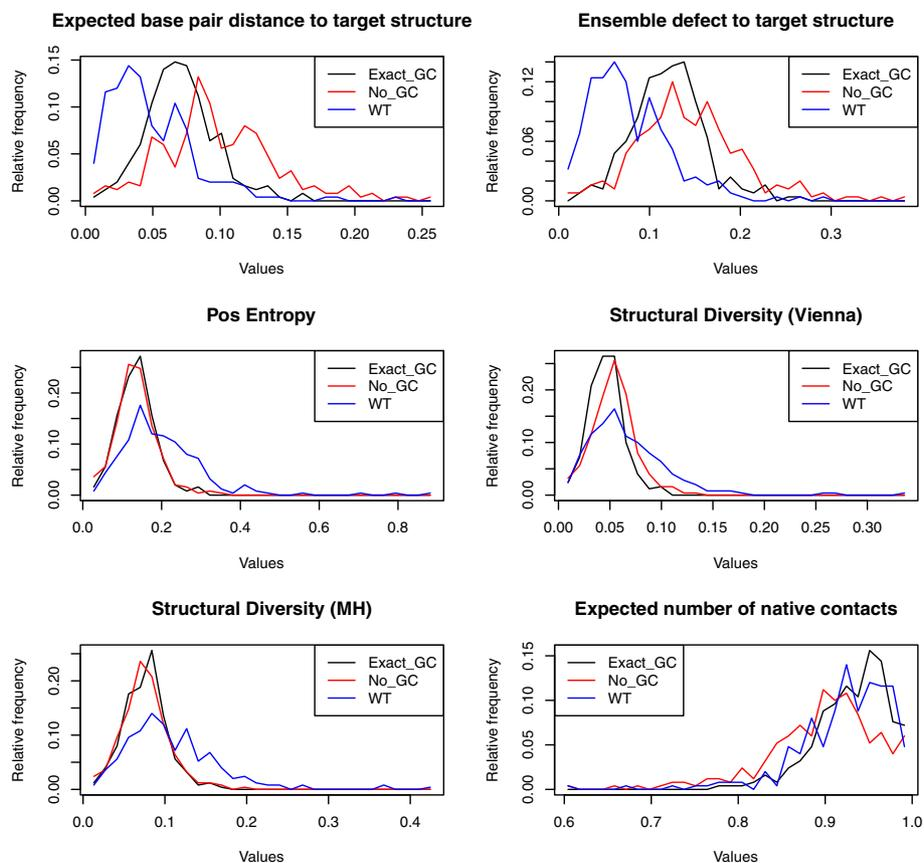 Expected base pair distance to target structure
Relative frequency
0.00 0.05 0.10 0.15
Exact_GC
No_GC
WT
0.00 0.05 0.10 0.15 0.20 0.25
Values
Ensemble defect to target structure
Relative frequency
0.00 0.06 0.12
Exact_GC
No_GC
WT
0.0 0.1 0.2 0.3
Values
Pos Entropy
Relative frequency
0.00 0.10 0.20
Exact_GC
No_GC
WT
0.0 0.2 0.4 0.6 0.8
Values
Structural Diversity (Vienna)
Relative frequency
0.00 0.10 0.20
Exact_GC
No_GC
WT
0.00 0.05 0.10 0.15 0.20 0.25 0.30
Values
Structural Diversity (MH)
Relative frequency
0.00 0.10 0.20
Exact_GC
No_GC
WT
0.0 0.1 0.2 0.3 0.4
Values
Expected number of native contacts
Relative frequency
0.00 0.05 0.10 0.15
Exact_GC
No_GC
WT
0.6 0.7 0.8 0.9 1.0
Values